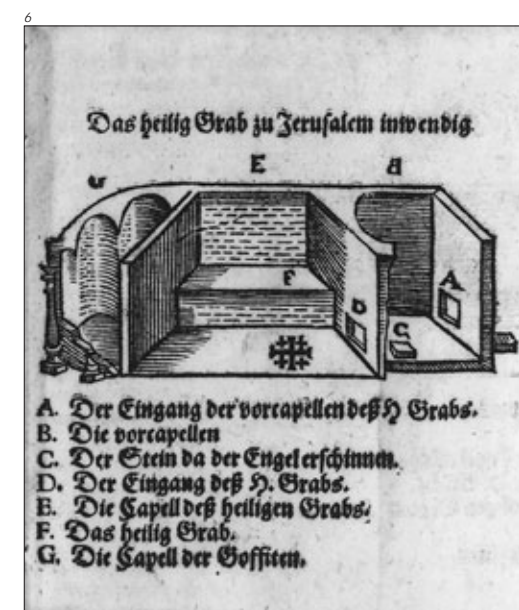 6
Das heilig Grab zu Jerusalem inwendig.
G E B
F A
D C
A. Der Eingang der vorcapellen deß H Grabs.
B. Die vorcapellen
C. Der Stein da der Engel erschinnen.
D. Der Eingang deß H. Grabs.
E. Die Capell deß heiligen Grabs.
F. Das heilig Grab.
G. Die Capell der Goffiten.